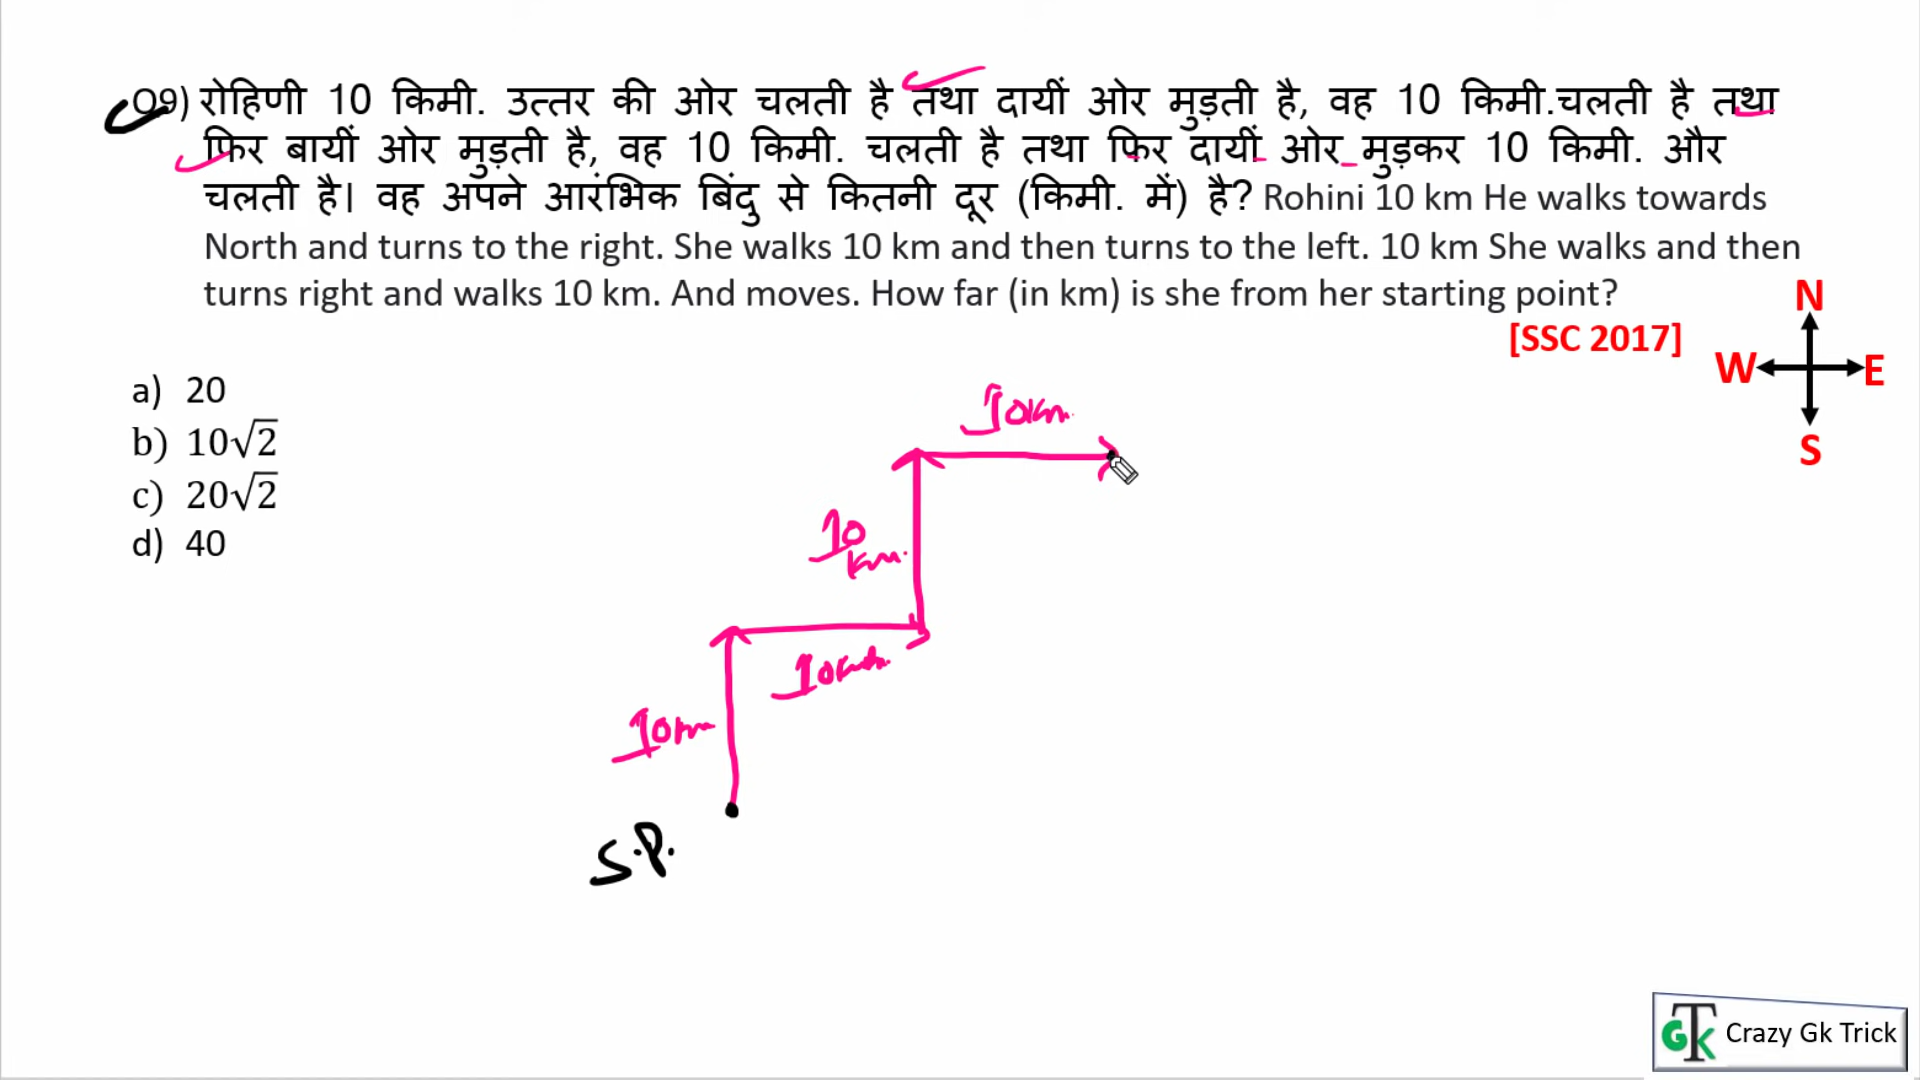 Q9) रोहिणी 10 किमी. उत्तर की ओर चलती है तथा दायीं ओर मुड़ती है, वह 10 किमी.चलती है तथा
फिर बायीं ओर मुड़ती है, वह 10 किमी. चलती है तथा फिर दायीं ओर मुड़कर 10 किमी. और
चलती है। वह अपने आरंभिक बिंदु से कितनी दूर (किमी. में) है? Rohini 10 km He walks towards
North and turns to the right. She walks 10 km and then turns to the left. 10 km She walks and then
turns right and walks 10 km. And moves. How far (in km) is she from her starting point?
[SSC 2017]
N
W E
S
a) 20
b) 10√2
c) 20√2
d) 40
10km.
10
km.
10km.
10km
S.P.
GTK Crazy Gk Trick